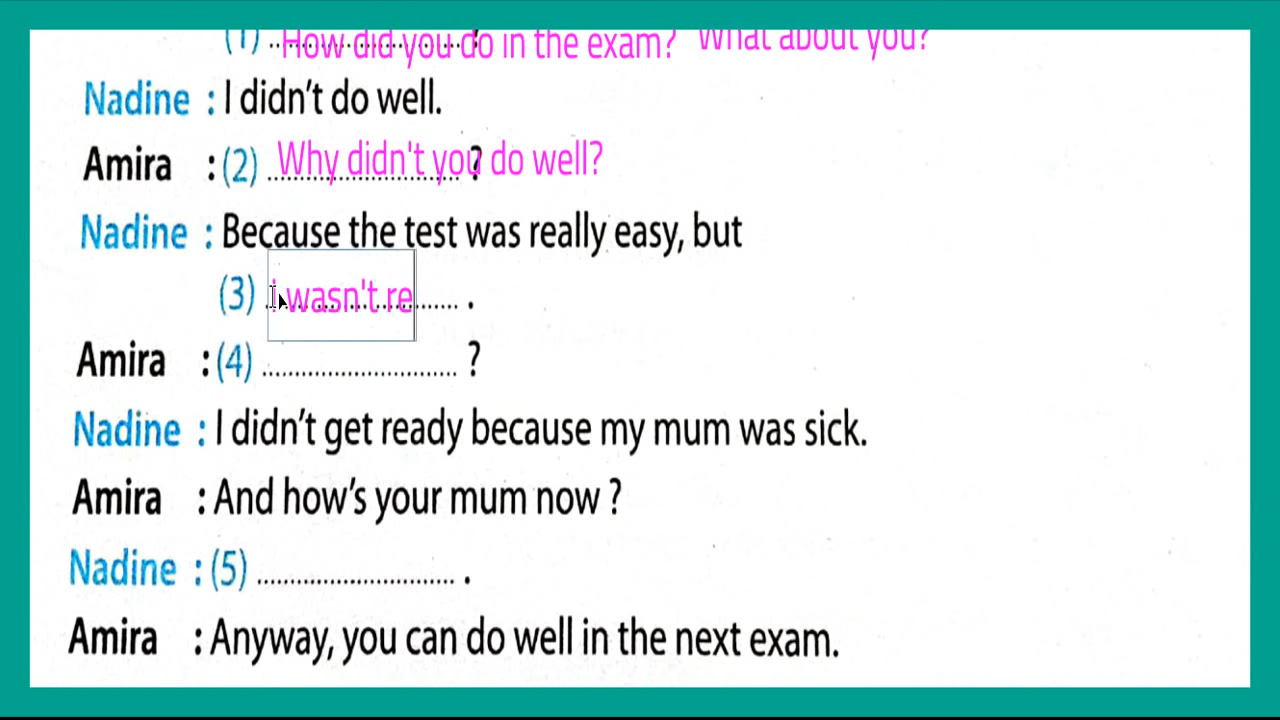 (1) .............................. ? How did you do in the exam? What about you?
Nadine : I didn't do well.
Amira : (2) .............................. ? Why didn't you do well?
Nadine : Because the test was really easy, but
(3) i wasn't re .............................. .
Amira : (4) .............................. ?
Nadine : I didn't get ready because my mum was sick.
Amira : And how's your mum now ?
Nadine : (5) .............................. .
Amira : Anyway, you can do well in the next exam.